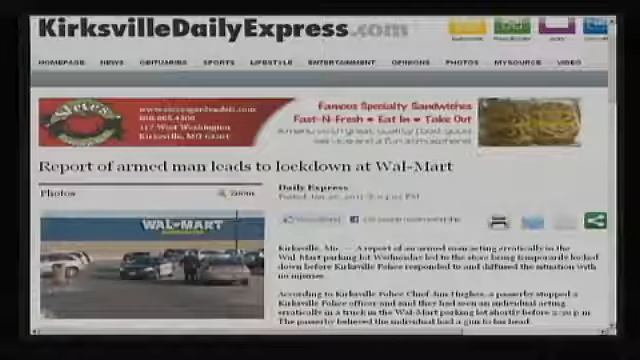 KirksvilleDailyExpress.com
HOMEPAGE NEWS OBITUARIES SPORTS LIFESTYLE ENTERTAINMENT OPINIONS PHOTOS MYSOURCE VIDEO
Steve's
117 West Washington
Kirksville, MO 63501
Famous Specialty Sandwiches
Fast-N-Fresh • Eat In • Take Out
Report of armed man leads to lockdown at Wal-Mart
Photos
Zoom
Daily Express
WAL-MART
Kirksville, Mo. — A report of an armed man acting erratically in the
Wal-Mart parking lot Wednesday led to the store being temporarily locked
down before Kirksville Police responded to and diffused the situation with
no injuries.
According to Kirksville Police Chief Jim Hughes, a passerby stopped a
Kirksville Police officer and said they had seen an individual acting
erratically in a truck in the Wal-Mart parking lot shortly before p.m.
The passerby believed the individual had a gun to his head.